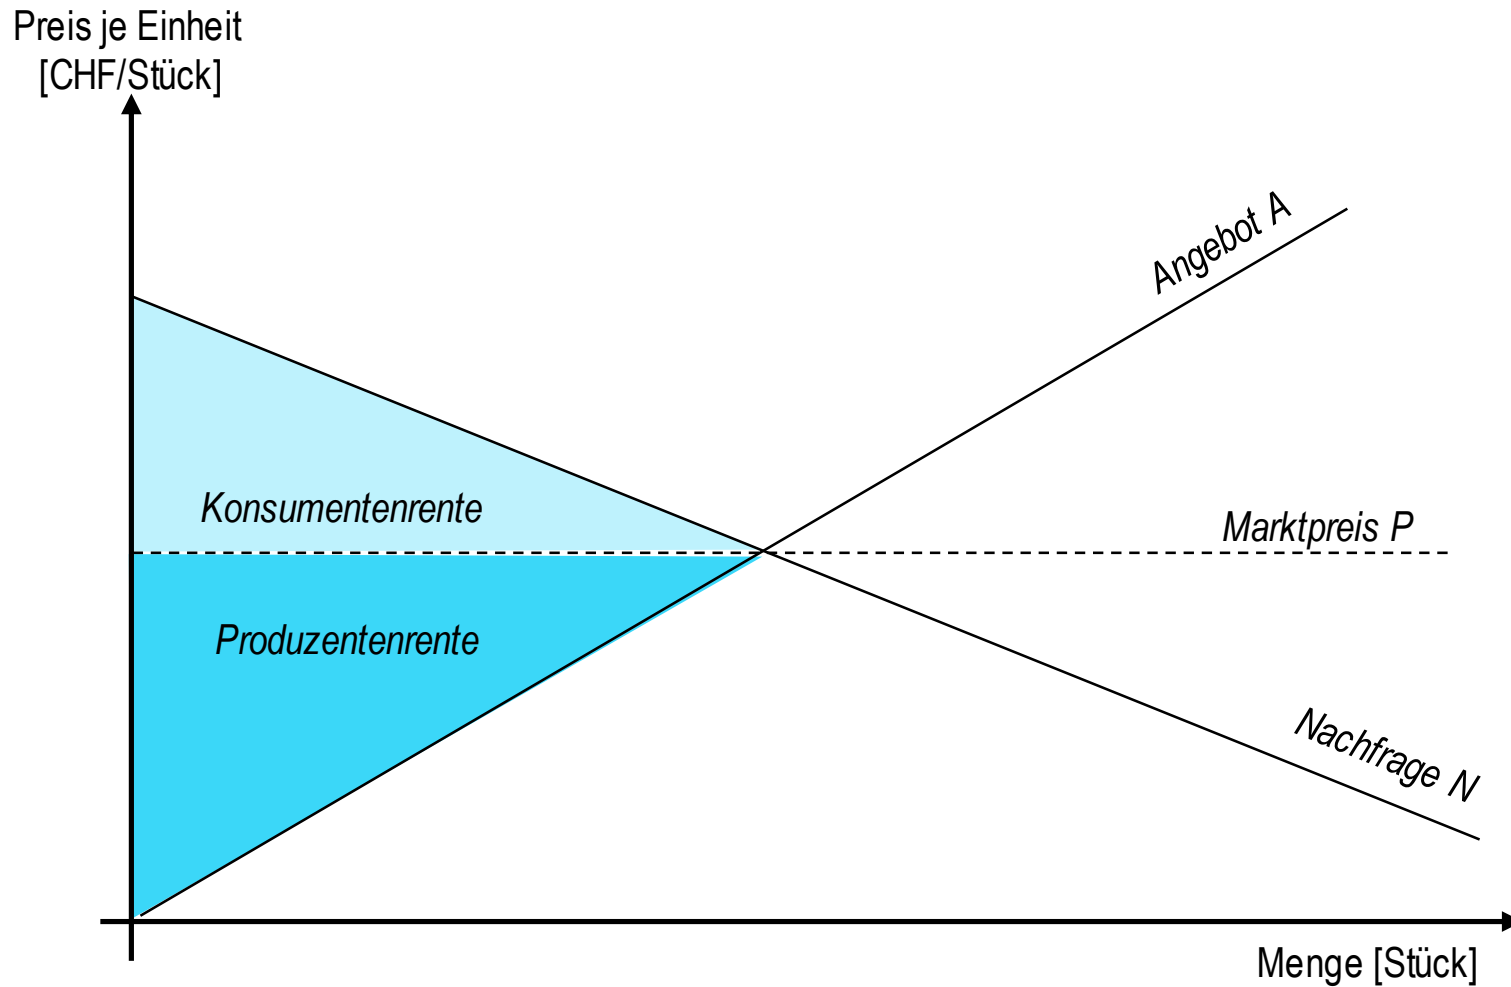 Preis je Einheit
[CHF/Stück]
Angebot A
Konsumentenrente
Marktpreis P
Produzentenrente
Nachfrage N
Menge [Stück]